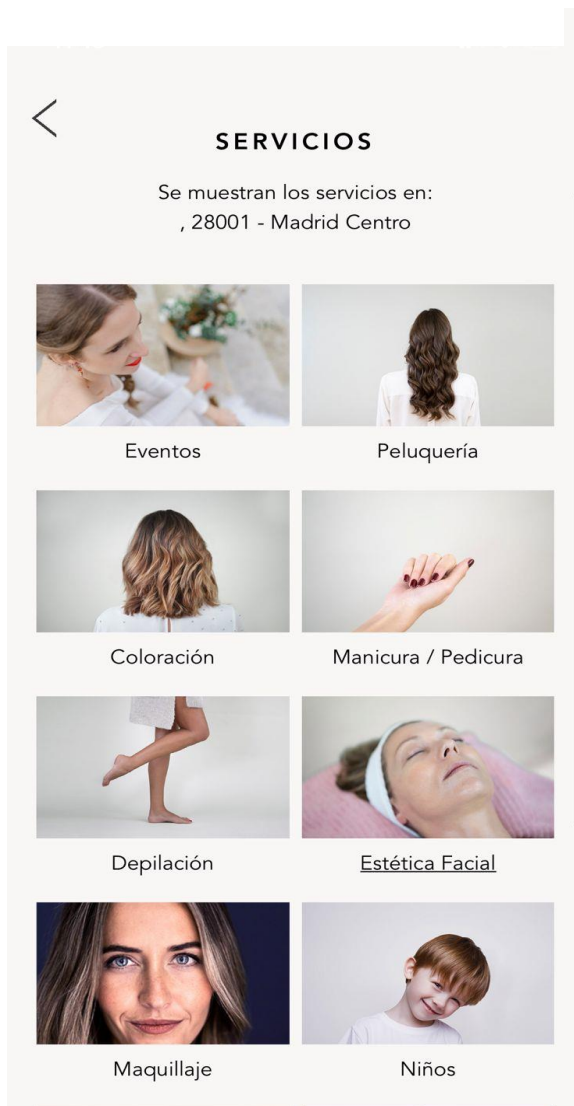 SERVICIOS
Se muestran los servicios en:
, 28001 - Madrid Centro
Eventos
Peluquería
Coloración
Manicura / Pedicura
Depilación
Estética Facial
Maquillaje
Niños